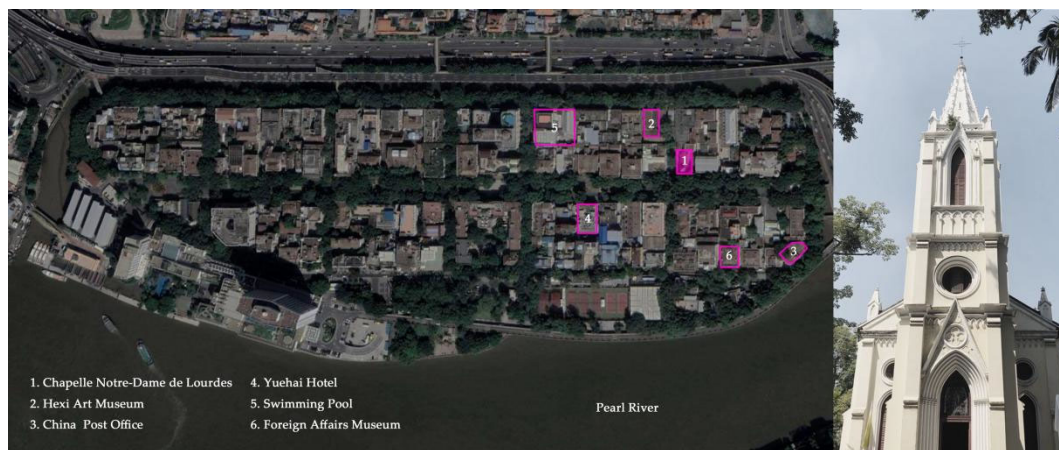 5
2
1
4
6
3
1. Chapelle Notre-Dame de Lourdes
2. Hexi Art Museum
3. China Post Office
4. Yuehai Hotel
5. Swimming Pool
6. Foreign Affairs Museum
Pearl River